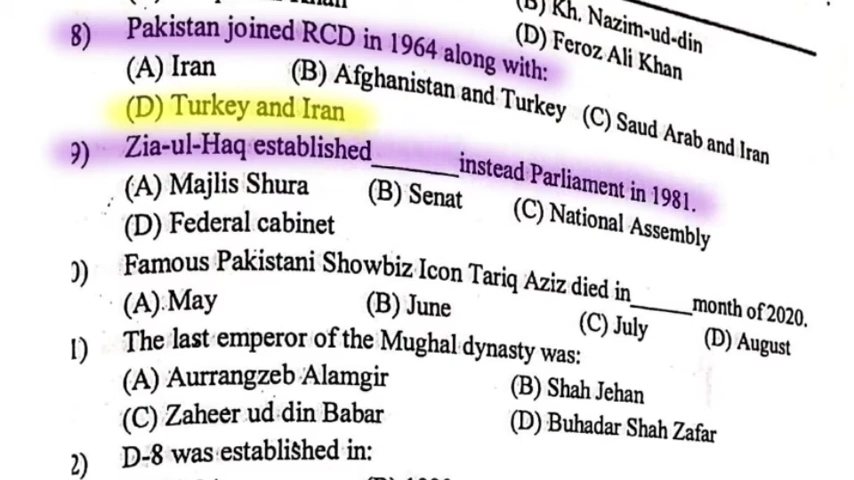 (B) Kh. Nazim-ud-din
(D) Feroz Ali Khan
8) Pakistan joined RCD in 1964 along with:
(A) Iran (B) Afghanistan and Turkey (C) Saud Arab and Iran
(D) Turkey and Iran
9) Zia-ul-Haq established______instead Parliament in 1981.
(A) Majlis Shura (B) Senat (C) National Assembly
(D) Federal cabinet
0) Famous Pakistani Showbiz Icon Tariq Aziz died in_____month of 2020.
(A) May (B) June (C) July (D) August
1) The last emperor of the Mughal dynasty was:
(A) Aurrangzeb Alamgir (B) Shah Jehan
(C) Zaheer ud din Babar (D) Buhadar Shah Zafar
2) D-8 was established in: